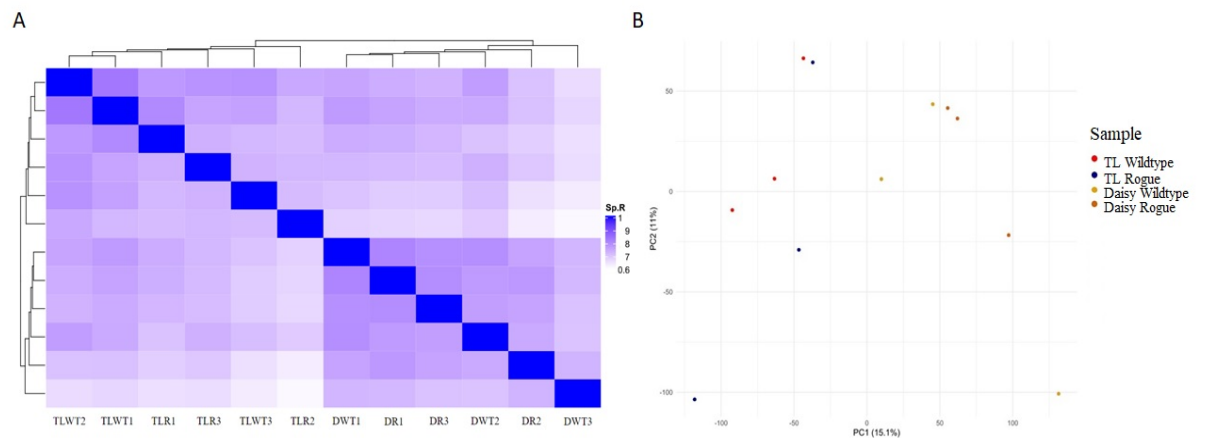 A
B
Sp.R
1
9
8
7
0.6
TLWT2 TLWT1 TLR1 TLR3 TLWT3 TLR2 DWT1 DR1 DR3 DWT2 DR2 DWT3
PC2 (11%)
50
0
-50
-100
-100 -50 0 50 100
PC1 (15.1%)
Sample
TL Wildtype
TL Rogue
Daisy Wildtype
Daisy Rogue